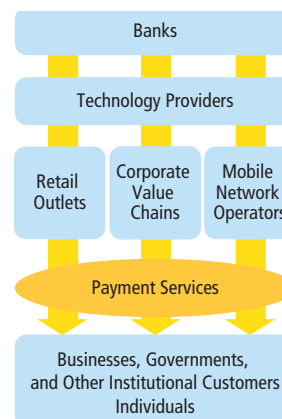 Banks
Technology Providers
Retail
Outlets
Corporate
Value
Chains
Mobile
Network
Operators
Payment Services
Businesses, Governments,
and Other Institutional Customers
Individuals